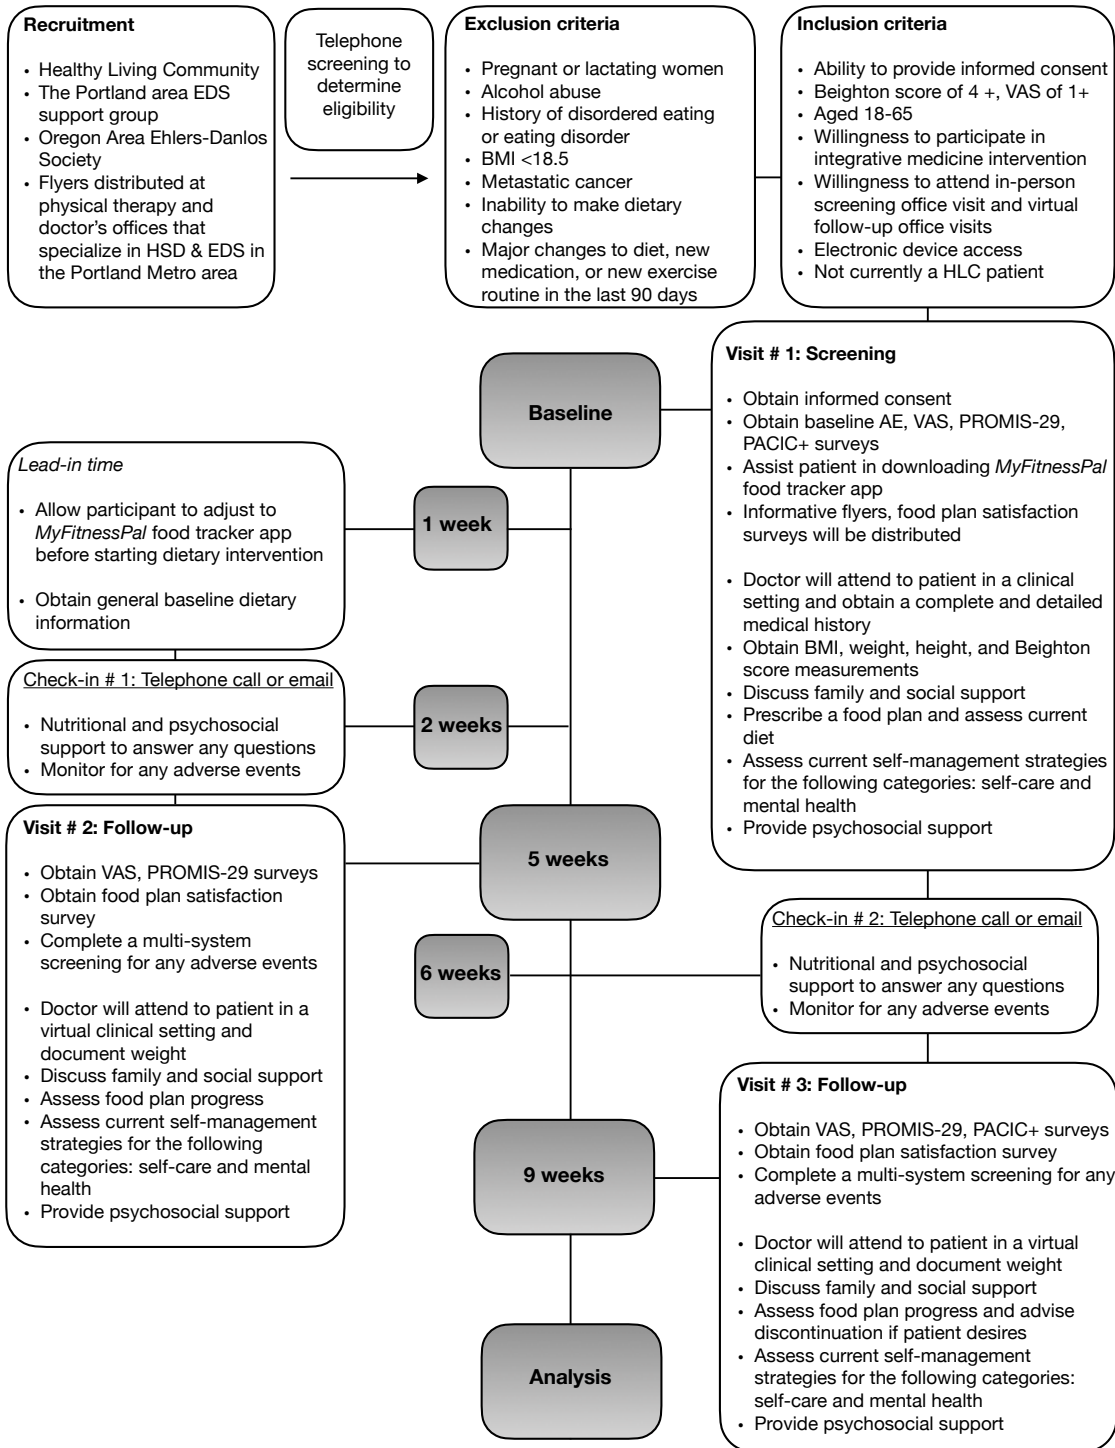 Recruitment
• Healthy Living Community
• The Portland area EDS
support group
• Oregon Area Ehlers-Danlos
Society
• Flyers distributed at
physical therapy and
doctor's offices that
specialize in HSD & EDS in
the Portland Metro area
Telephone
screening to
determine
eligibility
Exclusion criteria
• Pregnant or lactating women
• Alcohol abuse
• History of disordered eating
or eating disorder
• BMI <18.5
• Metastatic cancer
• Inability to make dietary
changes
• Major changes to diet, new
medication, or new exercise
routine in the last 90 days
Inclusion criteria
• Ability to provide informed consent
• Beighton score of 4 +, VAS of 1+
• Aged 18-65
• Willingness to participate in
integrative medicine intervention
• Willingness to attend in-person
screening office visit and virtual
follow-up office visits
• Electronic device access
• Not currently a HLC patient
Baseline
Visit # 1: Screening
• Obtain informed consent
• Obtain baseline AE, VAS, PROMIS-29,
PACIC+ surveys
• Assist patient in downloading MyFitnessPal
food tracker app
• Informative flyers, food plan satisfaction
surveys will be distributed
• Doctor will attend to patient in a clinical
setting and obtain a complete and detailed
medical history
• Obtain BMI, weight, height, and Beighton
score measurements
• Discuss family and social support
• Prescribe a food plan and assess current
diet
• Assess current self-management strategies
for the following categories: self-care and
mental health
• Provide psychosocial support
Lead-in time
• Allow participant to adjust to
MyFitnessPal food tracker app
before starting dietary intervention
• Obtain general baseline dietary
information
1 week
Check-in # 1: Telephone call or email
• Nutritional and psychosocial
support to answer any questions
• Monitor for any adverse events
2 weeks
Visit # 2: Follow-up
• Obtain VAS, PROMIS-29 surveys
• Obtain food plan satisfaction
survey
• Complete a multi-system
screening for any adverse events
• Doctor will attend to patient in a
virtual clinical setting and
document weight
• Discuss family and social support
• Assess food plan progress
• Assess current self-management
strategies for the following
categories: self-care and mental
health
• Provide psychosocial support
5 weeks
6 weeks
Check-in # 2: Telephone call or email
• Nutritional and psychosocial
support to answer any questions
• Monitor for any adverse events
9 weeks
Visit # 3: Follow-up
• Obtain VAS, PROMIS-29, PACIC+ surveys
• Obtain food plan satisfaction survey
• Complete a multi-system screening for any
adverse events
• Doctor will attend to patient in a virtual
clinical setting and document weight
• Discuss family and social support
• Assess food plan progress and advise
discontinuation if patient desires
• Assess current self-management
strategies for the following categories:
self-care and mental health
• Provide psychosocial support
Analysis